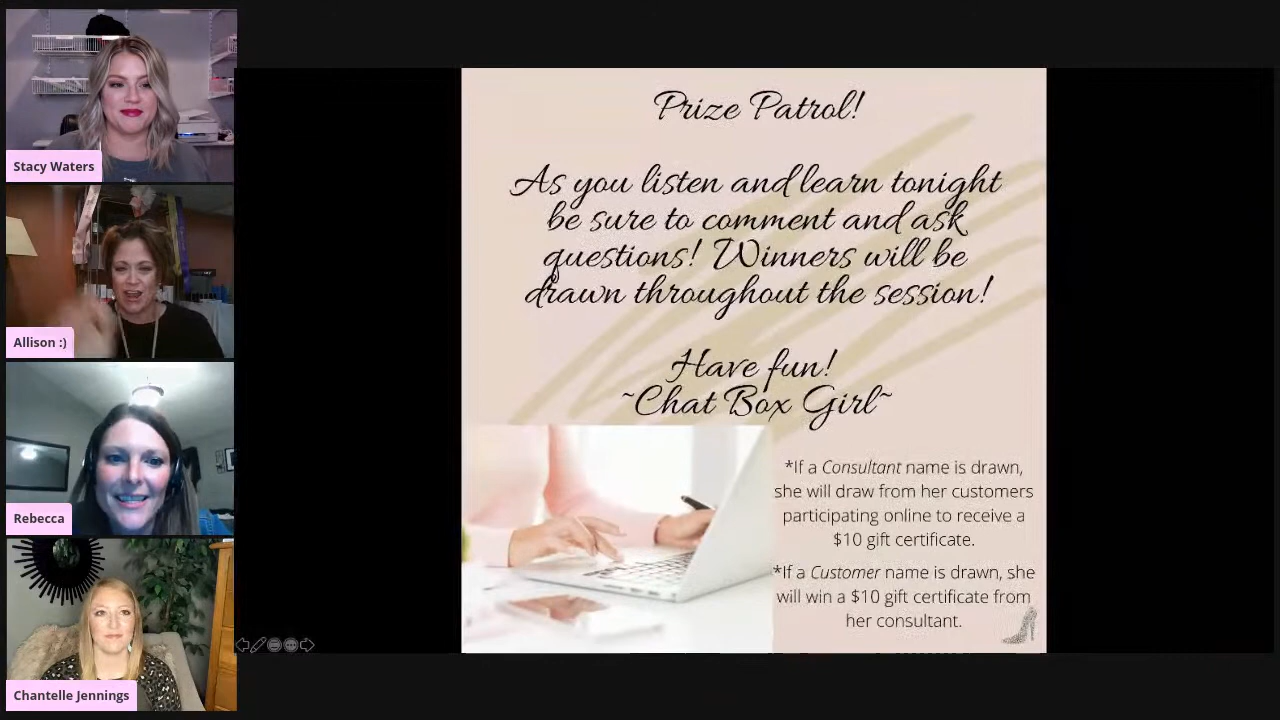 Stacy Waters
Allison :)
Rebecca
Chantelle Jennings
Prize Patrol!
As you listen and learn tonight
be sure to comment and ask
questions! Winners will be
drawn throughout the session!
Have fun!
~Chat Box Girl~
*If a Consultant name is drawn,
she will draw from her customers
participating online to receive a
$10 gift certificate.
*If a Customer name is drawn, she
will win a $10 gift certificate from
her consultant.